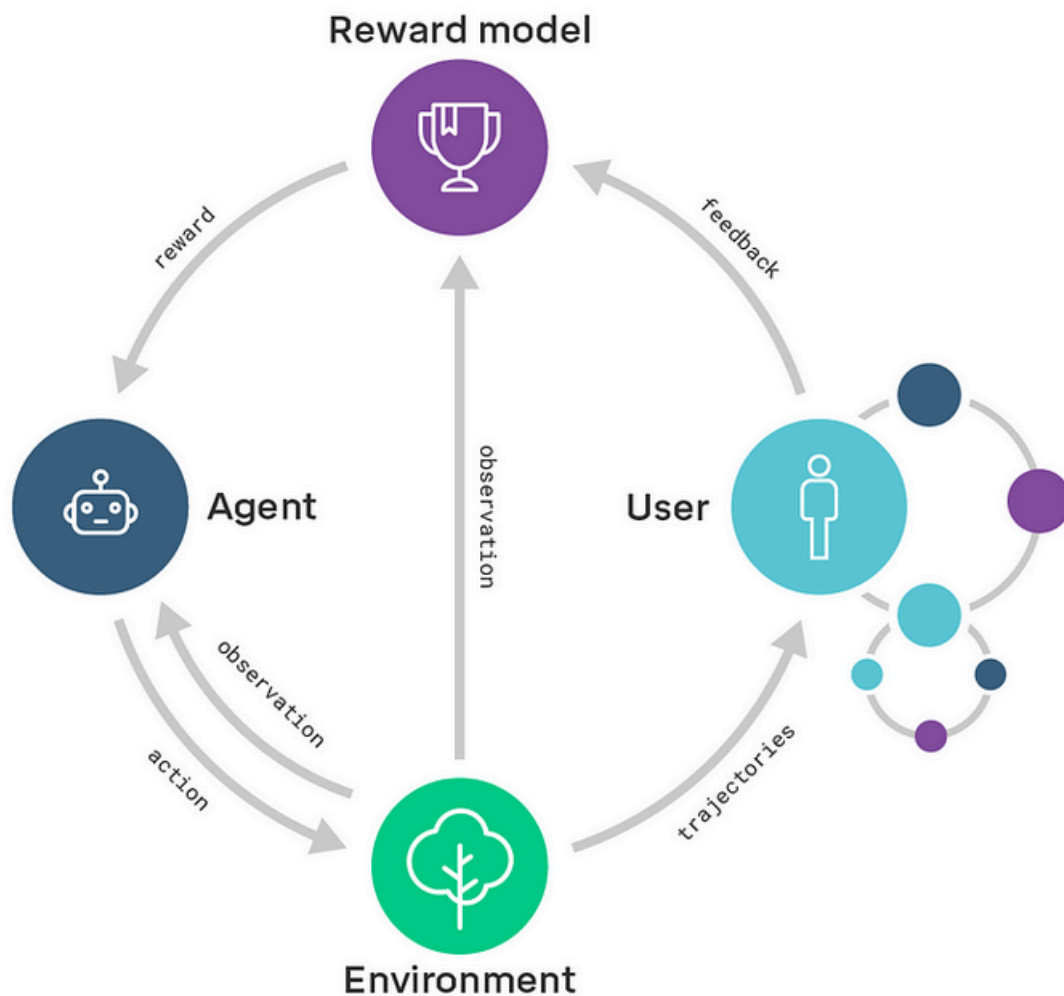 Reward model
reward
feedback
observation
Agent
User
observation
action
trajectories
Environment